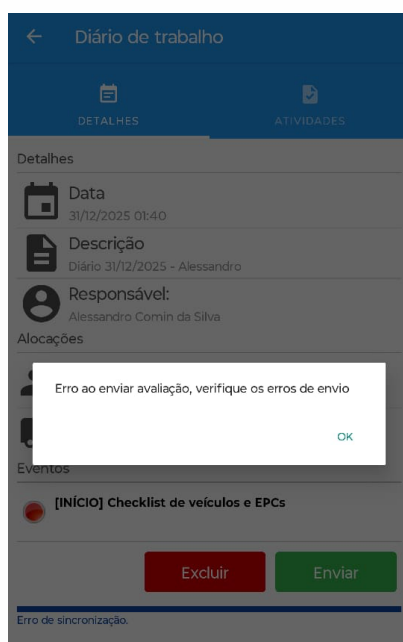 Diário de trabalho
DETALHES
ATIVIDADES
Detalhes
Data
31/12/2025 01:40
Descrição
Diário 31/12/2025 - Alessandro
Responsável:
Alessandro Comin da Silva
Alocações
Erro ao enviar avaliação, verifique os erros de envio
OK
Eventos
[INÍCIO] Checklist de veículos e EPCs
Excluir
Enviar
Erro de sincronização.